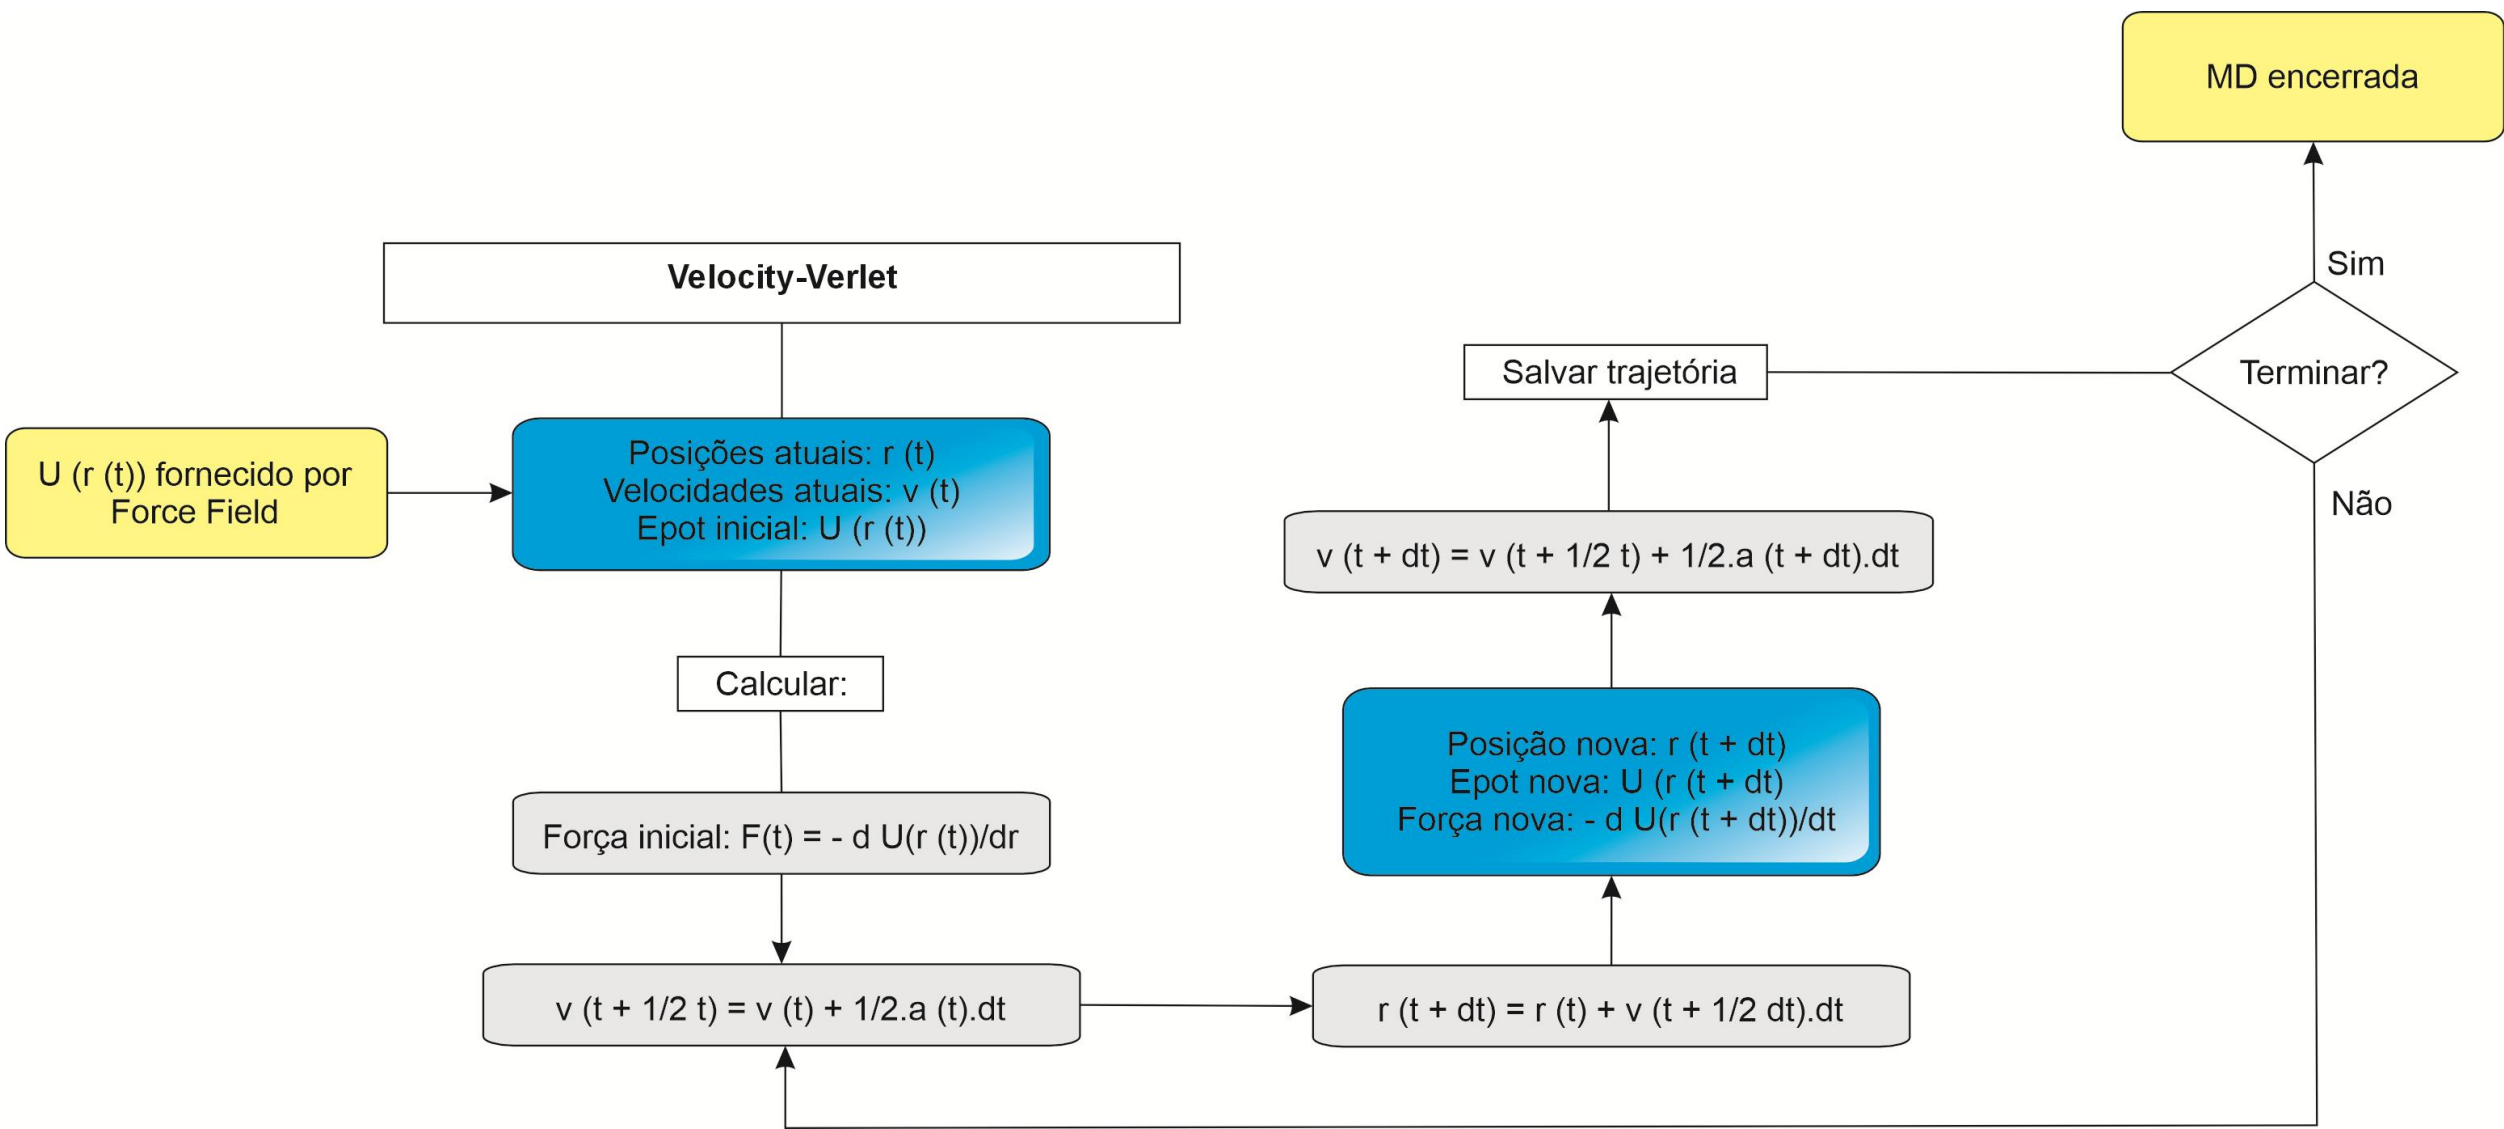 Velocity-Verlet
U (r (t)) fornecido por
Force Field
Posições atuais: r (t)
Velocidades atuais: v (t)
Epot inicial: U (r (t))
Calcular:
Força inicial: F(t) = - d U(r (t))/dr
v (t + 1/2 t) = v (t) + 1/2.a (t).dt
r (t + dt) = r (t) + v (t + 1/2 dt).dt
Posição nova: r (t + dt)
Epot nova: U (r (t + dt)
Força nova: - d U(r (t + dt))/dt
v (t + dt) = v (t + 1/2 t) + 1/2.a (t + dt).dt
Salvar trajetória
Terminar?
Sim
Não
MD encerrada